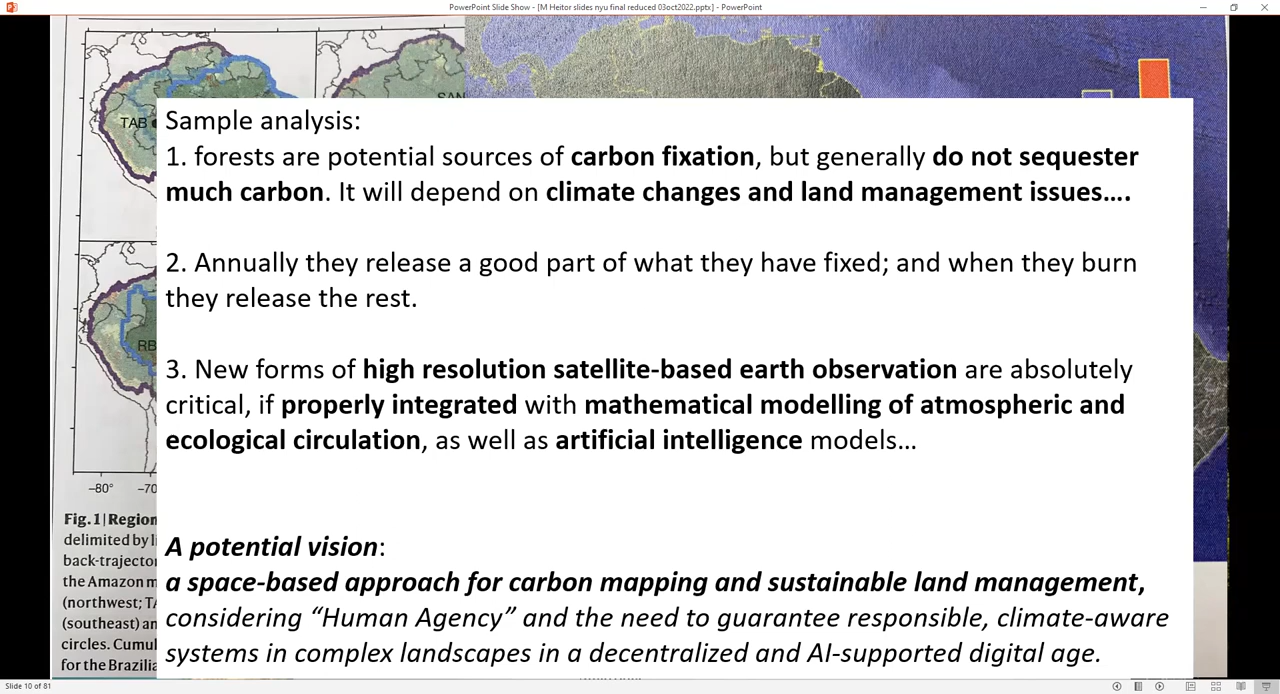 PowerPoint Slide Show - [M Heitor slides nyu final reduced 03oct2022.pptx] - PowerPoint
TAB
Sample analysis:
1. forests are potential sources of carbon fixation, but generally do not sequester
much carbon. It will depend on climate changes and land management issues….
2. Annually they release a good part of what they have fixed; and when they burn
they release the rest.
RB
3. New forms of high resolution satellite-based earth observation are absolutely
critical, if properly integrated with mathematical modelling of atmospheric and
ecological circulation, as well as artificial intelligence models…
−80° −70
Fig. 1 | Region
delimited by l
back-trajecto
the Amazon m
(northwest; TA
(southeast) an
circles. Cumul
for the Brazilia
A potential vision:
a space-based approach for carbon mapping and sustainable land management,
considering “Human Agency” and the need to guarantee responsible, climate-aware
systems in complex landscapes in a decentralized and AI-supported digital age.
Slide 10 of 81